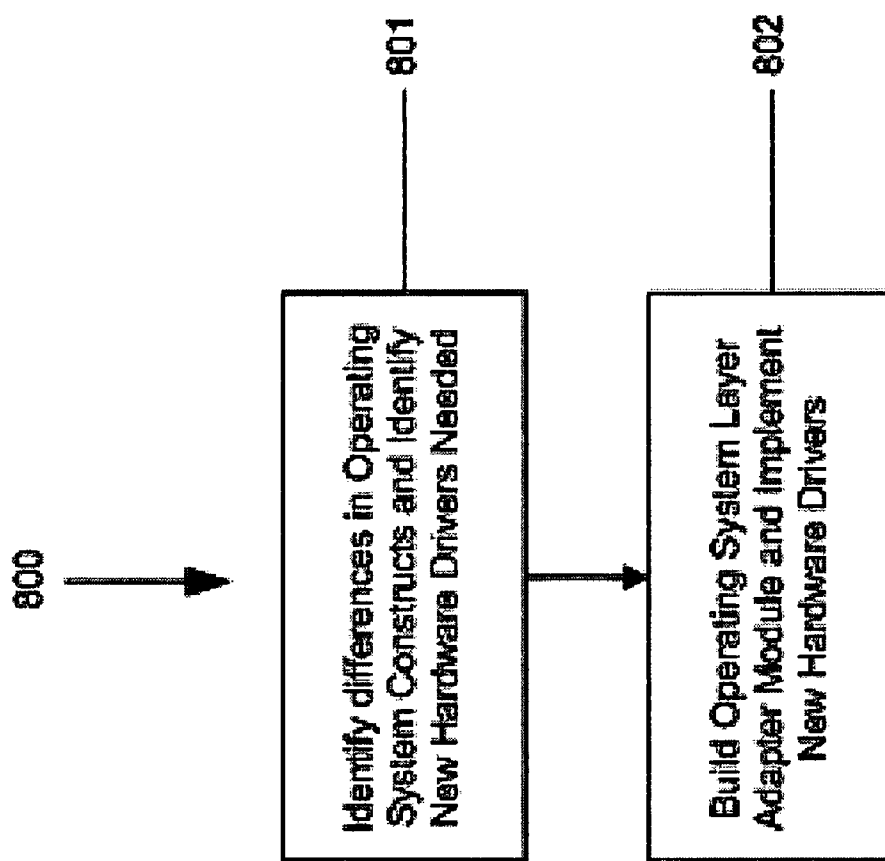 800
Identify differences in Operating
System Constructs and Identify
New Hardware Drivers Needed
801
Build Operating System Layer
Adapter Module and Implement
New Hardware Drivers
802